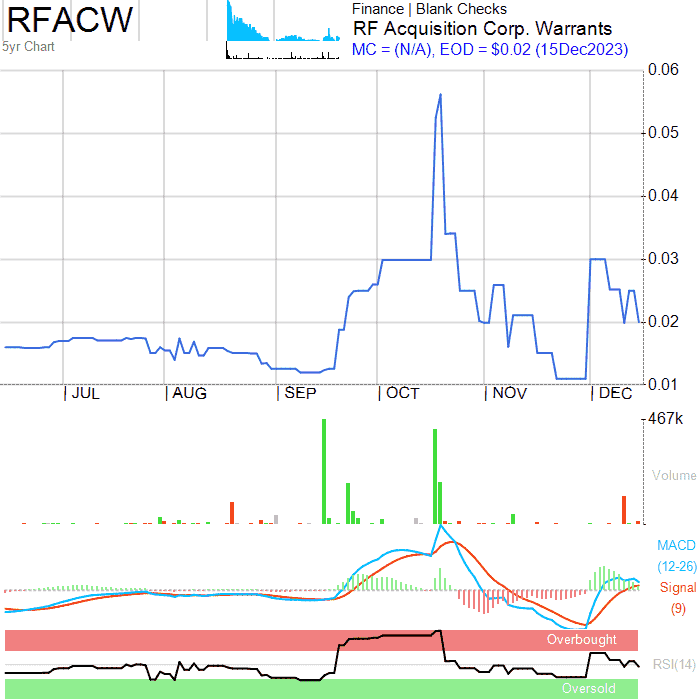 RFACW
5yr Chart
Finance | Blank Checks
RF Acquisition Corp. Warrants
MC = (N/A), EOD = $0.02 (15Dec2023)
0.06
0.05
0.04
0.03
0.02
0.01
JUL
AUG
SEP
OCT
NOV
DEC
467K
Volume
MACD
(12-26)
Signal
(9)
Overbought
RSI(14)
Oversold